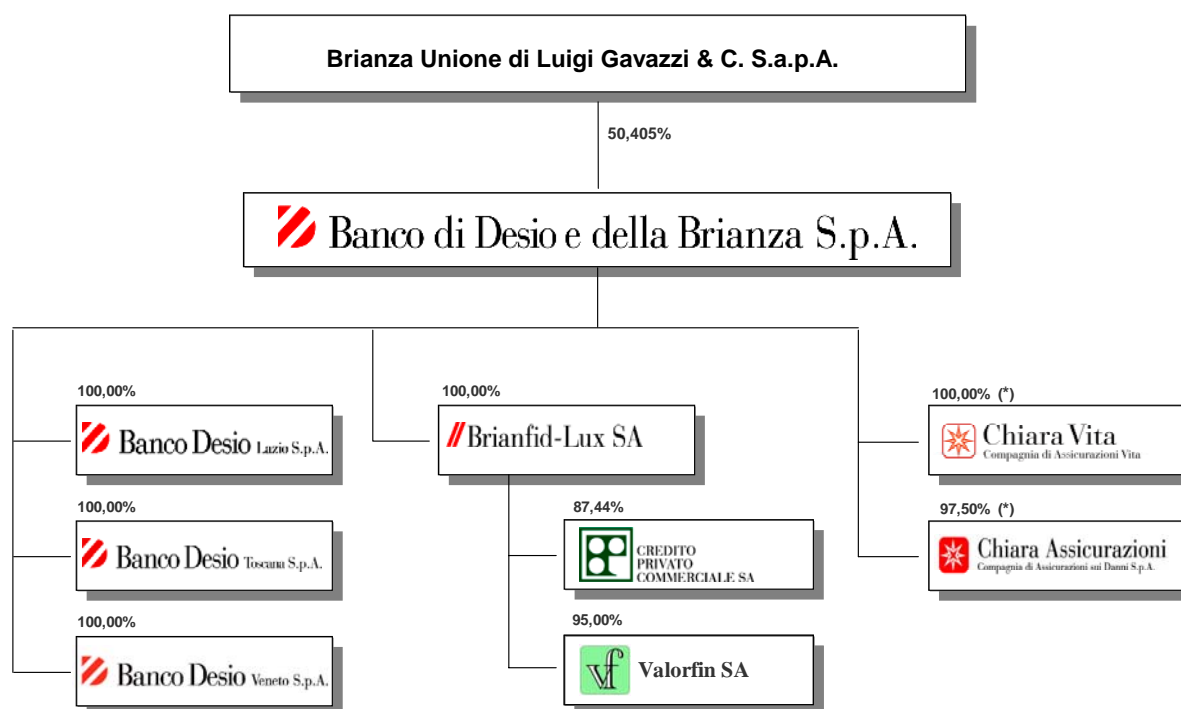 Brianza Unione di Luigi Gavazzi & C. S.a.p.A.
50,405%
Banco di Desio e della Brianza S.p.A.
100,00%
Banco Desio Lazio S.p.A.
100,00%
Banco Desio Toscana S.p.A.
100,00%
Banco Desio Veneto S.p.A.
100,00%
Brianfid-Lux SA
87,44%
CREDITO
PRIVATO
COMMERCIALE SA
95,00%
vf Valorfin SA
100,00% (*)
Chiara Vita
Compagnia di Assicurazioni Vita
97,50% (*)
Chiara Assicurazioni
Compagnia di Assicurazioni sui Danni S.p.A.